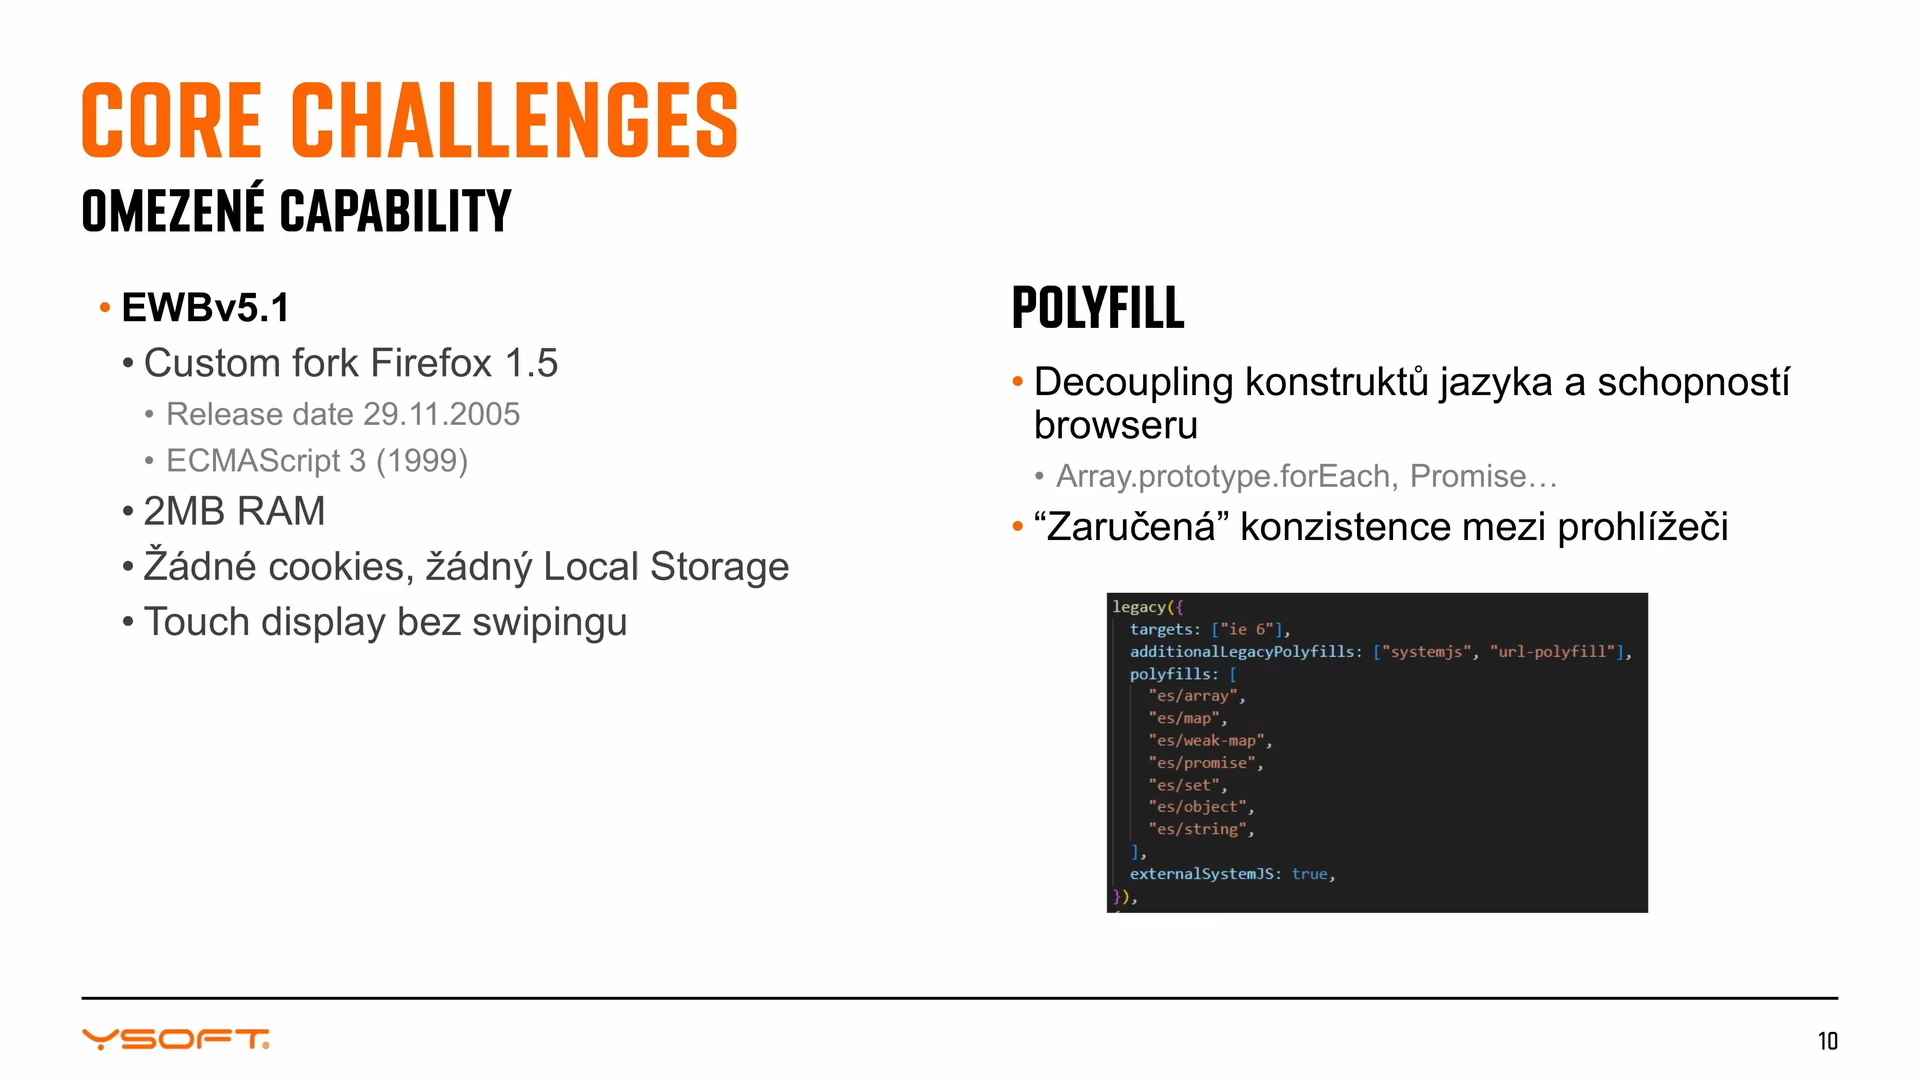 CORE CHALLENGES
OMEZENÉ CAPABILITY
• EWBv5.1
• Custom fork Firefox 1.5
• Release date 29.11.2005
• ECMAScript 3 (1999)
• 2MB RAM
• Žádné cookies, žádný Local Storage
• Touch display bez swipingu
POLYFILL
• Decoupling konstruktů jazyka a schopností
browseru
• Array.prototype.forEach, Promise…
• “Zaručená” konzistence mezi prohlížeči
legacy({
targets: ["ie 6"],
additionalLegacyPolyfills: ["systemjs", "url-polyfill"],
polyfills: [
"es/array",
"es/map",
"es/weak-map",
"es/promise",
"es/set",
"es/object",
"es/string",
],
externalSystemJS: true,
}),
YSOFT®
10